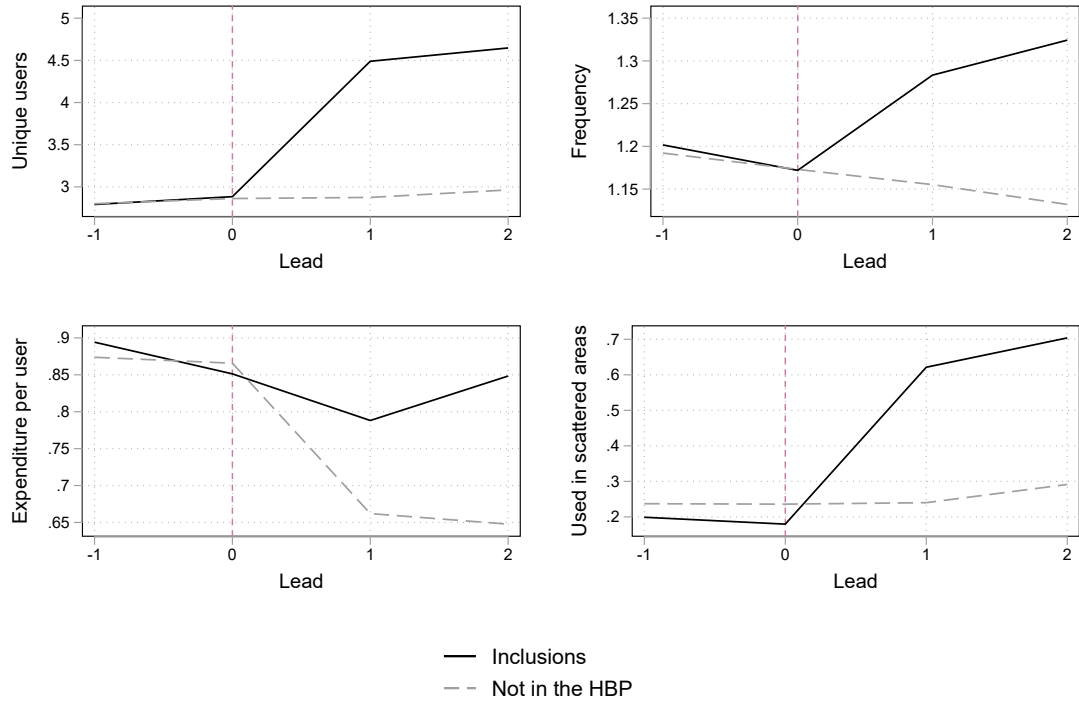 Unique users
5
4.5
4
3.5
3
-1 0 1 2
Lead
Frequency
1.35
1.3
1.25
1.2
1.15
-1 0 1 2
Lead
Expenditure per user
.9
.85
.8
.75
.7
.65
-1 0 1 2
Lead
Used in scattered areas
.7
.6
.5
.4
.3
.2
-1 0 1 2
Lead
Inclusions
Not in the HBP